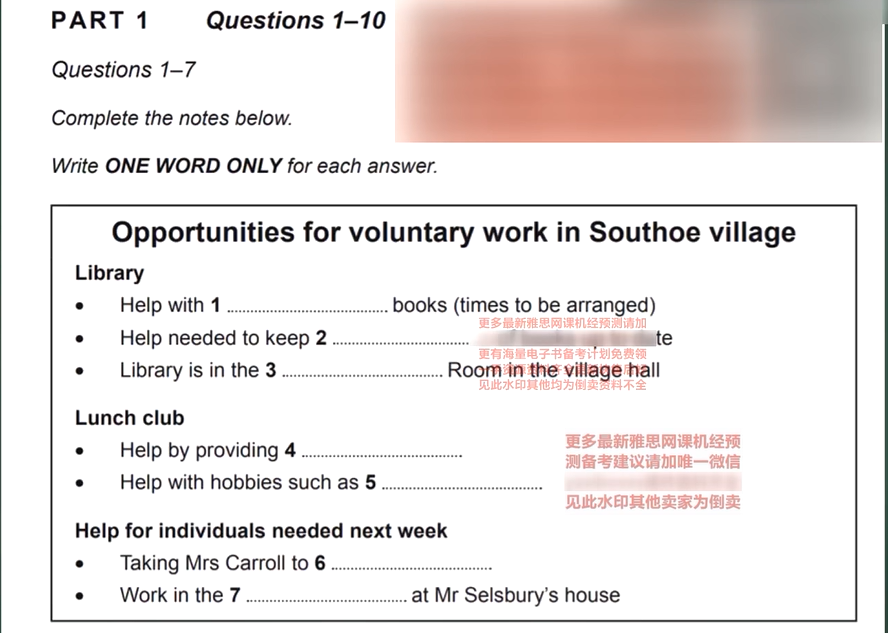 PART 1 Questions 1–10
Questions 1–7
Complete the notes below.
Write ONE WORD ONLY for each answer.
Opportunities for voluntary work in Southoe village
Library
• Help with 1 ................................ books (times to be arranged)
更多最新雅思网课机经预测请加
• Help needed to keep 2 ................................ of books up to date
更有海量电子书备考计划免费领
• Library is in the 3 ................................ Room in the village hall
见此水印其他均为倒卖资料不全
Lunch club
• Help by providing 4 ................................
更多最新雅思网课机经预
测备考建议请加唯一微信
• Help with hobbies such as 5 ................................
见此水印其他卖家为倒卖
Help for individuals needed next week
• Taking Mrs Carroll to 6 ................................
• Work in the 7 ................................ at Mr Selsbury's house